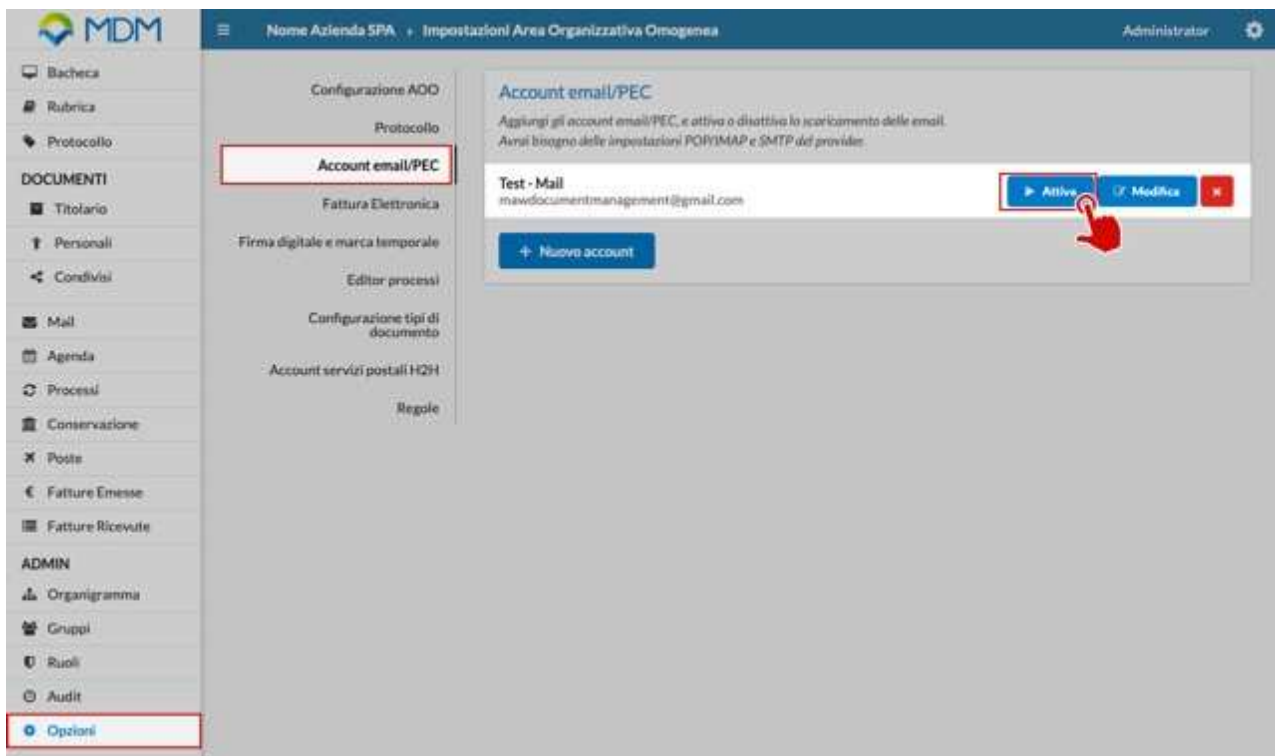 MDM
Nome Azienda SPA › Impostazioni Area Organizzativa Omogenea
Administrator
Bacheca
Rubrica
Protocollo
DOCUMENTI
Titolario
Personali
Condivisi
Mail
Agenda
Processi
Conservazione
Poste
Fatture Emesse
Fatture Ricevute
ADMIN
Organigramma
Gruppi
Ruoli
Audit
Opzioni
Configurazione AOO
Protocollo
Account email/PEC
Fattura Elettronica
Firma digitale e marca temporale
Editor processi
Configurazione tipi di
documento
Account servizi postali H2H
Regole
Account email/PEC
Aggiungi gli account email/PEC, e attiva o disattiva lo scaricamento delle email.
Avrai bisogno delle impostazioni POP/IMAP e SMTP del provider.
Test - Mail
mawdocumentmanagement@gmail.com
Attiva
Modifica
+ Nuovo account